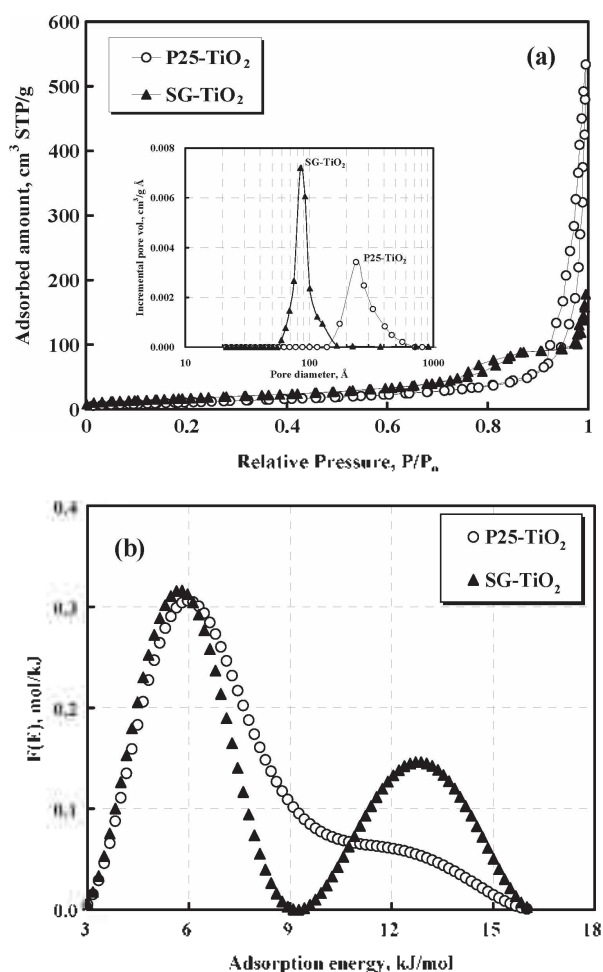 (a)
P25-TiO2
SG-TiO2
Adsorbed amount, cm3 STP/g
600
500
400
300
200
100
0
0
0.2
0.4
0.6
0.8
1
Relative Pressure, P/Po
Incremental pore vol., cm3/g Å
0.008
0.006
0.004
0.002
0.000
SG-TiO2
P25-TiO2
10
100
1000
Pore diameter, Å
(b)
P25-TiO2
SG-TiO2
F(E), mol/kJ
0.4
0.3
0.2
0.1
0.0
3
6
9
12
15
18
Adsorption energy, kJ/mol